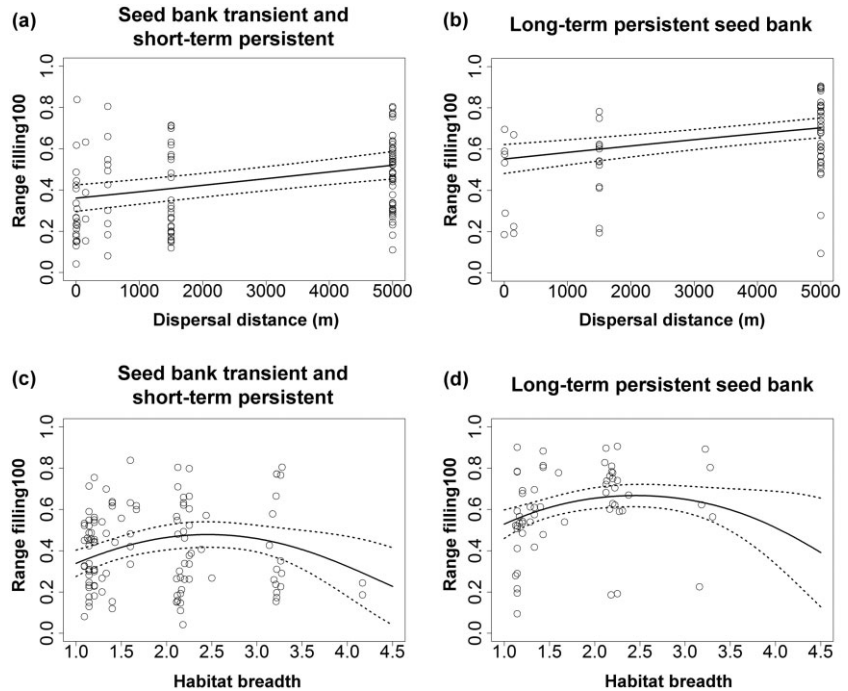 (a)
Seed bank transient and
short-term persistent
Range filling100
1.0
0.8
0.6
0.4
0.2
0.0
0 1000 2000 3000 4000 5000
Dispersal distance (m)
(b)
Long-term persistent seed bank
Range filling100
1.0
0.8
0.6
0.4
0.2
0.0
0 1000 2000 3000 4000 5000
Dispersal distance (m)
(c)
Seed bank transient and
short-term persistent
Range filling100
1.0
0.8
0.6
0.4
0.2
0.0
1.0 1.5 2.0 2.5 3.0 3.5 4.0 4.5
Habitat breadth
(d)
Long-term persistent seed bank
Range filling100
1.0
0.8
0.6
0.4
0.2
0.0
1.0 1.5 2.0 2.5 3.0 3.5 4.0 4.5
Habitat breadth